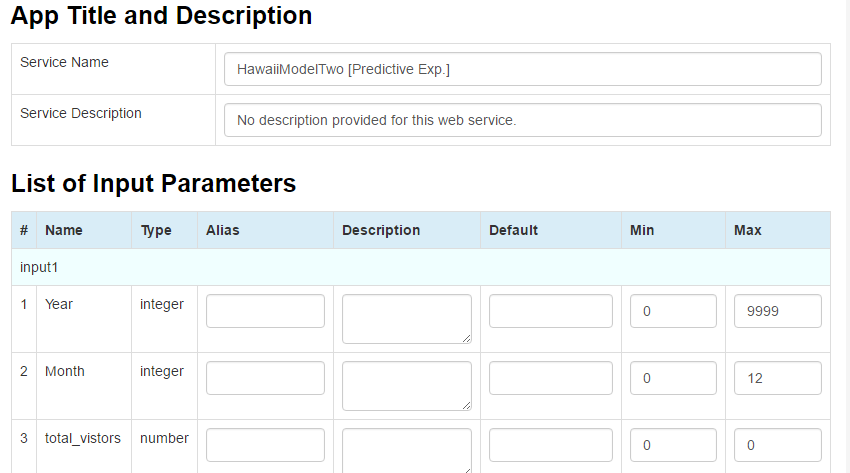 App Title and Description
Service Name HawaiiModelTwo [Predictive Exp.]
Service Description No description provided for this web service.
List of Input Parameters
# Name Type Alias Description Default Min Max
input1
1 Year integer 0 9999
2 Month integer 0 12
3 total_vistors number 0 0